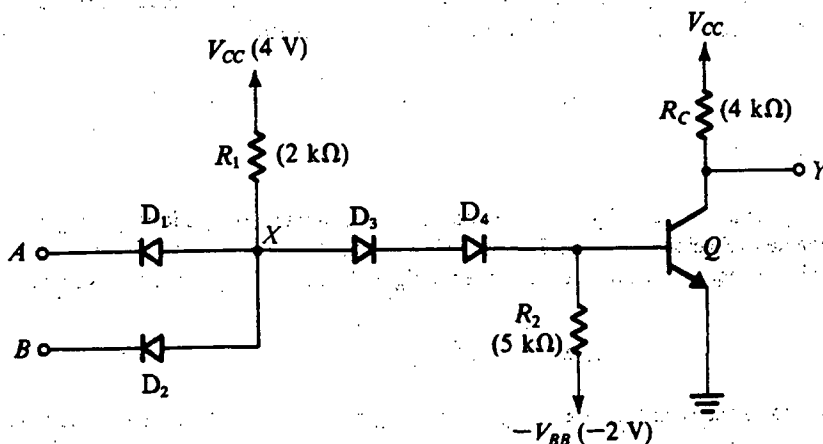 V_CC (4 V)
V_CC
R_1 (2 kΩ)
R_C (4 kΩ)
Y
D_1
X
D_3
D_4
A
Q
B
D_2
R_2
(5 kΩ)
−V_BB (−2 V)